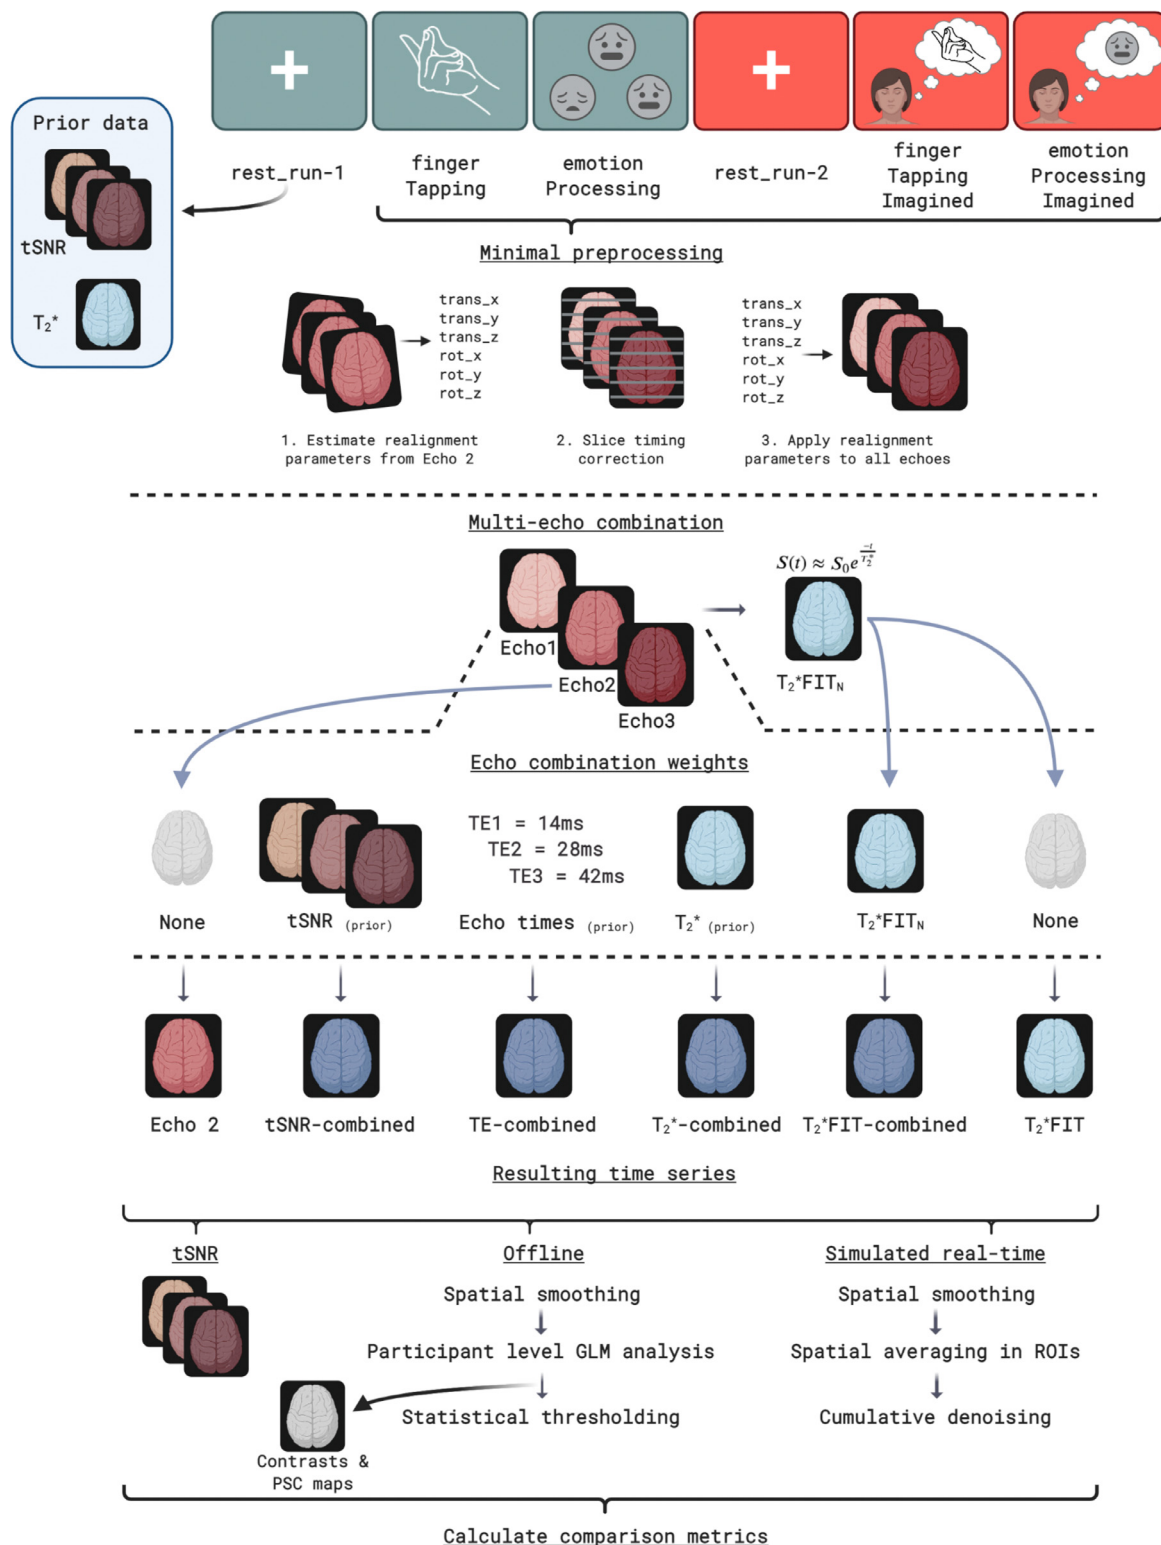 Prior data
tSNR
T₂*
rest_run-1
finger
Tapping
emotion
Processing
rest_run-2
finger
Tapping
Imagined
emotion
Processing
Imagined
Minimal preprocessing
trans_x
trans_y
trans_z
rot_x
rot_y
rot_z
trans_x
trans_y
trans_z
rot_x
rot_y
rot_z
1. Estimate realignment
parameters from Echo 2
2. Slice timing
correction
3. Apply realignment
parameters to all echoes
Multi-echo combination
Echo1
Echo2
Echo3
S(t) ≈ S₀e^(-t/T₂*)
T₂*FIT_N
Echo combination weights
None
tSNR (prior)
TE1 = 14ms
TE2 = 28ms
TE3 = 42ms
Echo times (prior)
T₂* (prior)
T₂*FIT_N
None
Echo 2
tSNR-combined
TE-combined
T₂*-combined
T₂*FIT-combined
T₂*FIT
Resulting time series
tSNR
Offline
Spatial smoothing
Participant level GLM analysis
Statistical thresholding
Contrasts &
PSC maps
Simulated real-time
Spatial smoothing
Spatial averaging in ROIs
Cumulative denoising
Calculate comparison metrics